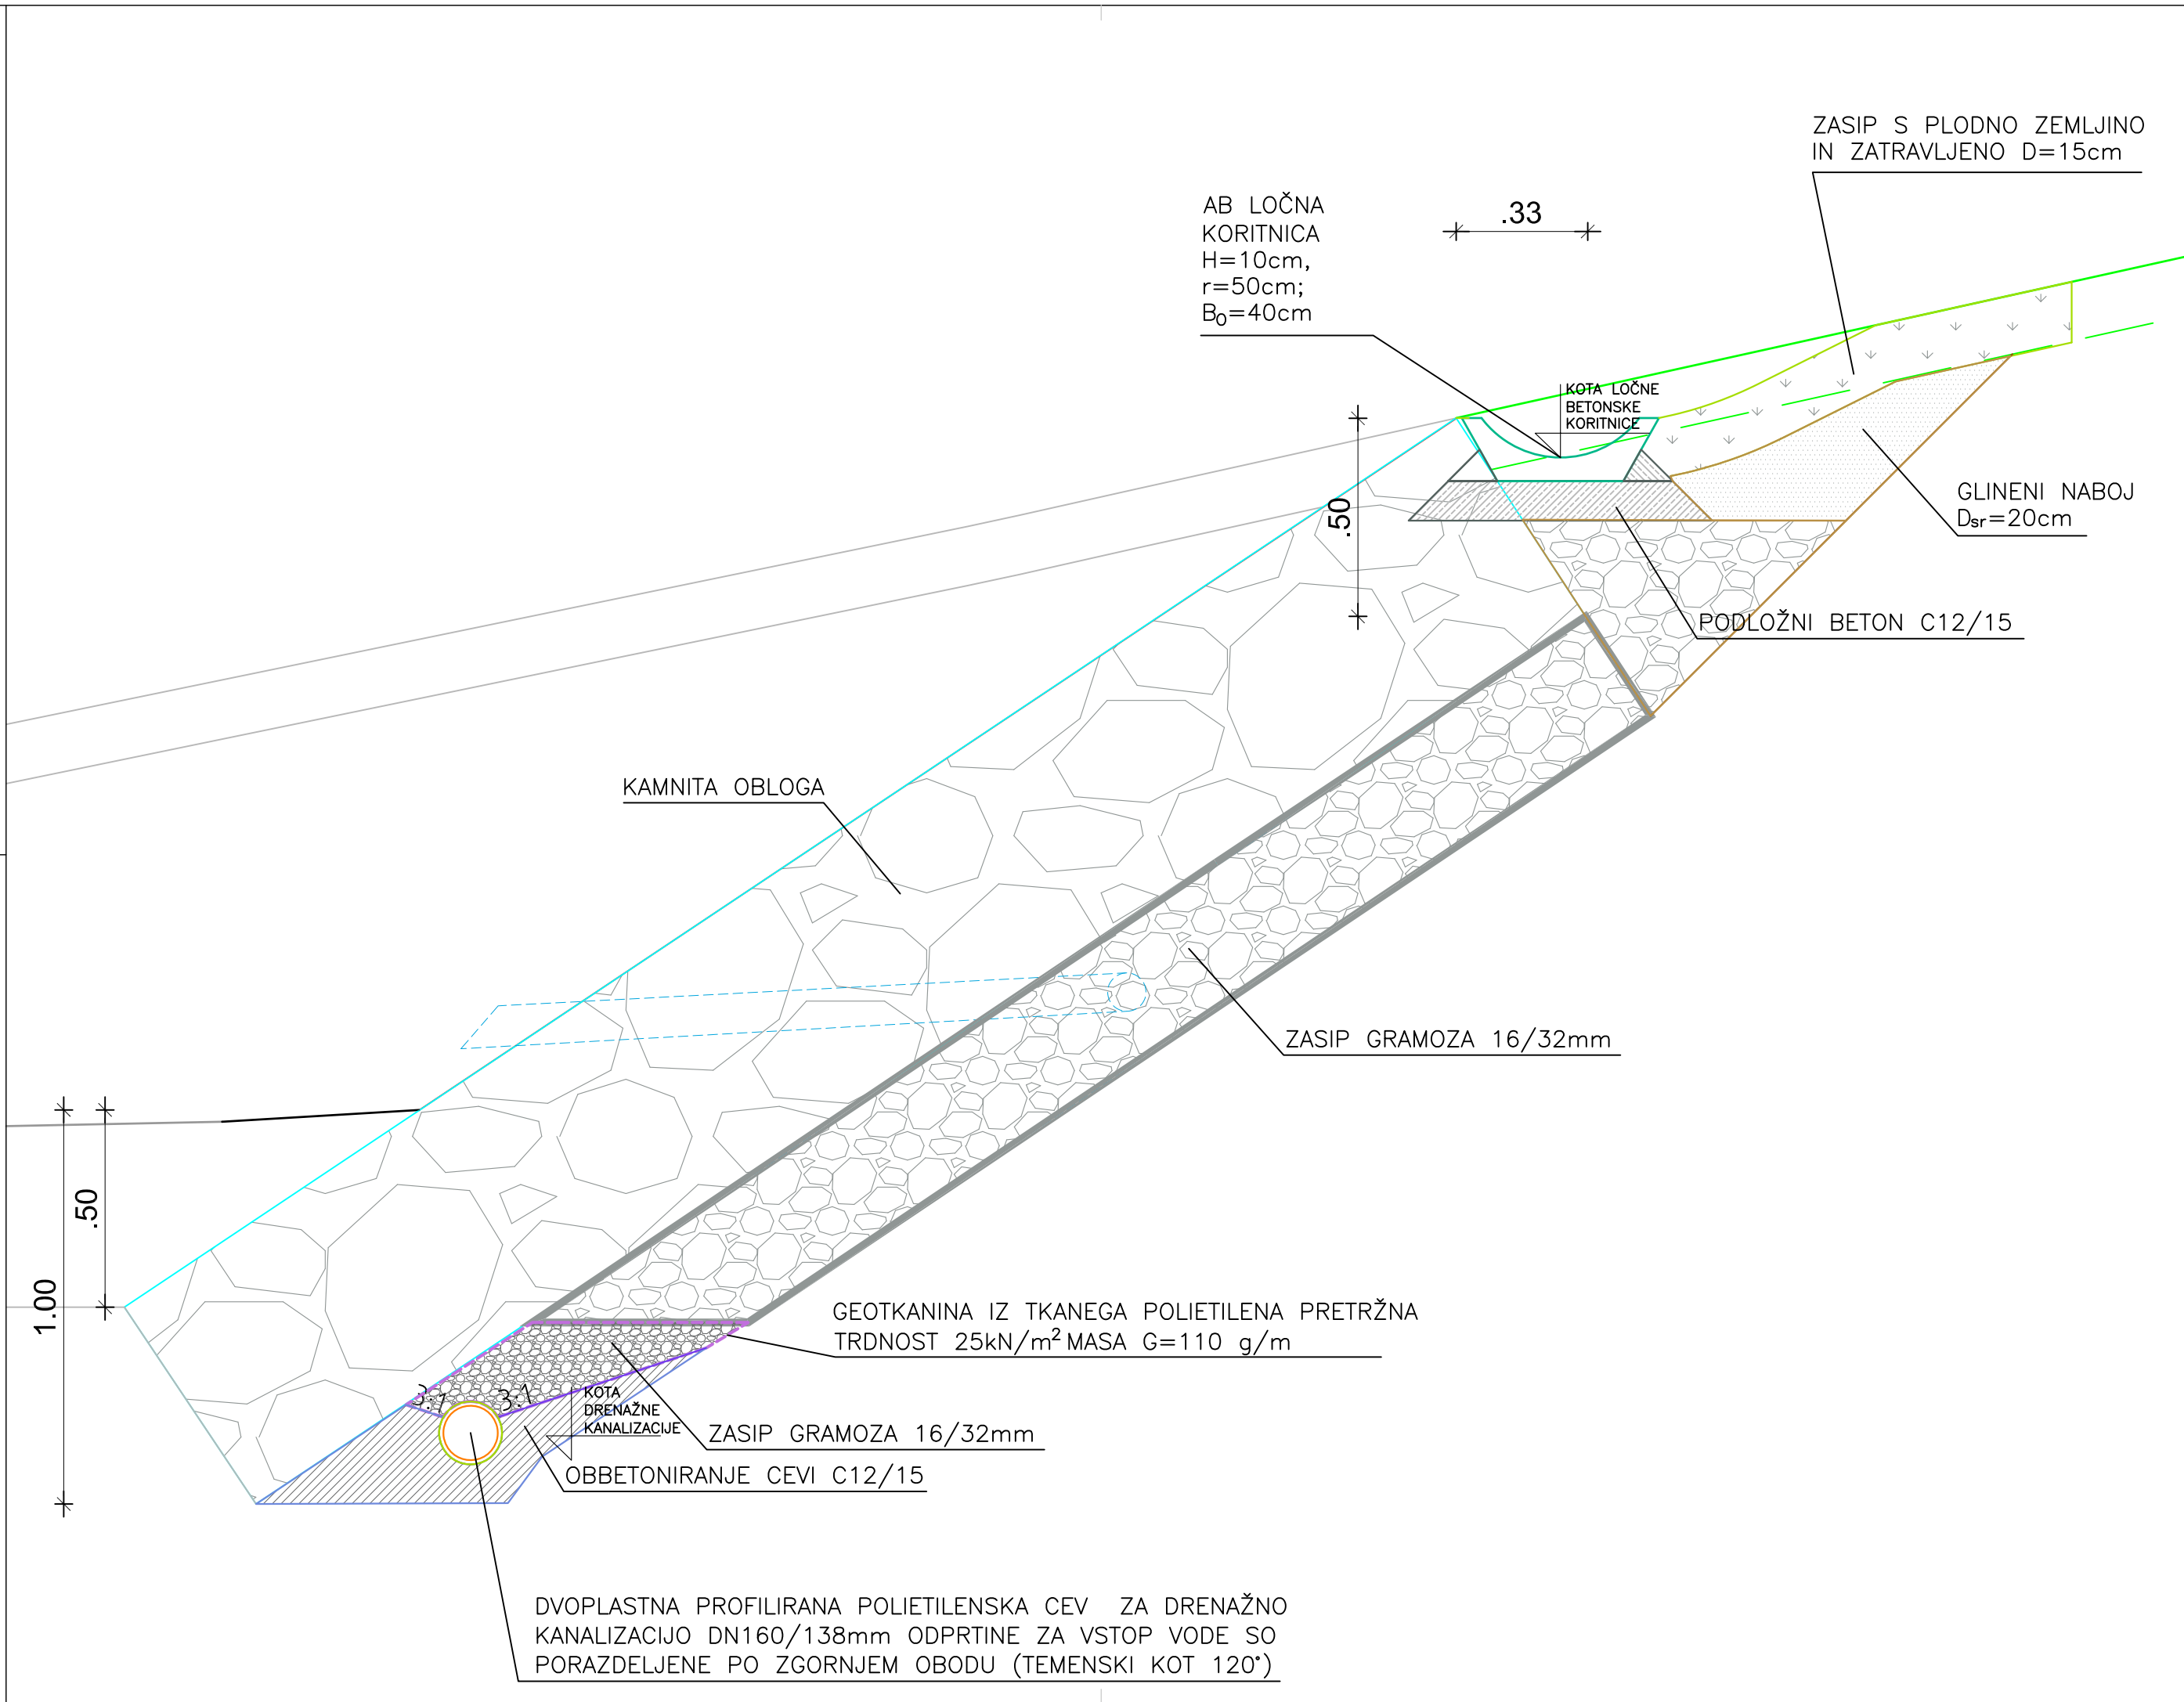 ZASIP S PLODNO ZEMLJINO
IN ZATRAVLJENO D=15cm
AB LOČNA
KORITNICA
H=10cm,
r=50cm;
B₀=40cm
.33
KOTA LOČNE
BETONSKE
KORITNICE
.50
GLINENI NABOJ
Dsr=20cm
PODLOŽNI BETON C12/15
KAMNITA OBLOGA
ZASIP GRAMOZA 16/32mm
.50
1.00
GEOTKANINA IZ TKANEGA POLIETILENA PRETRŽNA
TRDNOST 25kN/m² MASA G=110 g/m
3:1
3:1
KOTA
DRENAŽNE
KANALIZACIJE
ZASIP GRAMOZA 16/32mm
OBBETONIRANJE CEVI C12/15
DVOPLASTNA PROFILIRANA POLIETILENSKA CEV ZA DRENAŽNO
KANALIZACIJO DN160/138mm ODPRTINE ZA VSTOP VODE SO
PORAZDELJENE PO ZGORNJEM OBODU (TEMENSKI KOT 120°)